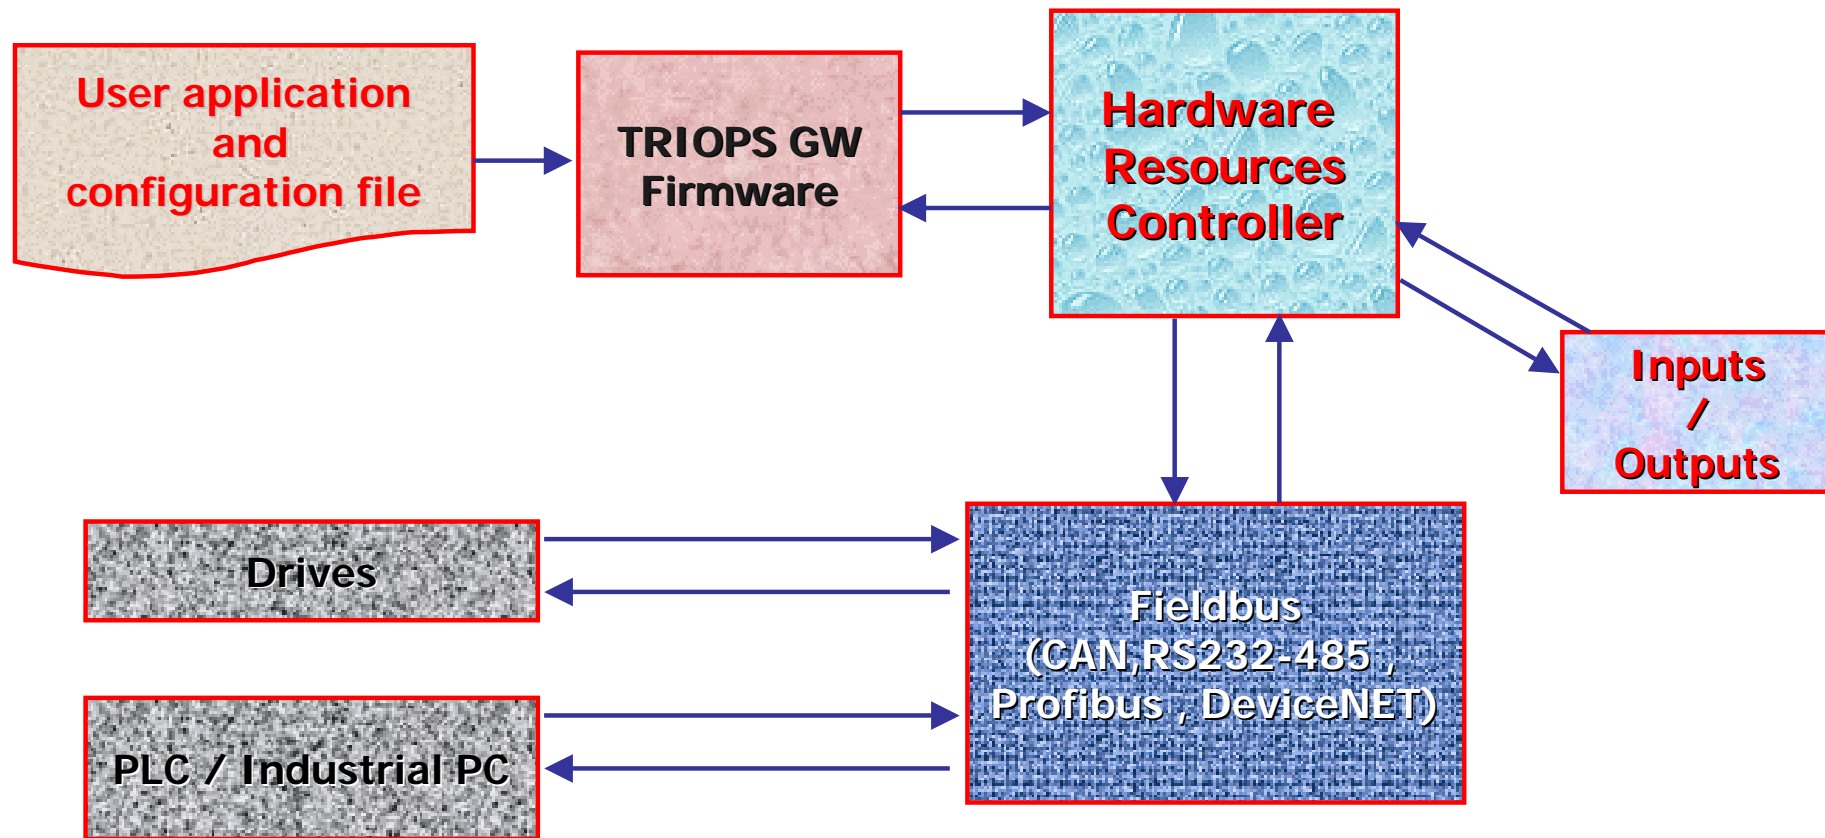 User application
and
configuration file
TRIOPS GW
Firmware
Hardware
Resources
Controller
Inputs
/
Outputs
Drives
Fieldbus
(CAN,RS232-485 ,
Profibus , DeviceNET)
PLC / Industrial PC